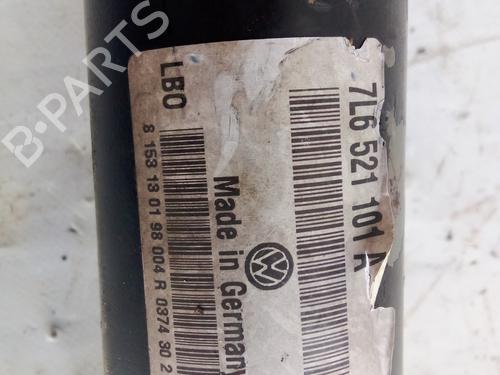 7L6 521 101
Made in Germany
LBO
8 153 13 01 98 004 R 0374 30 2
B-PARTS